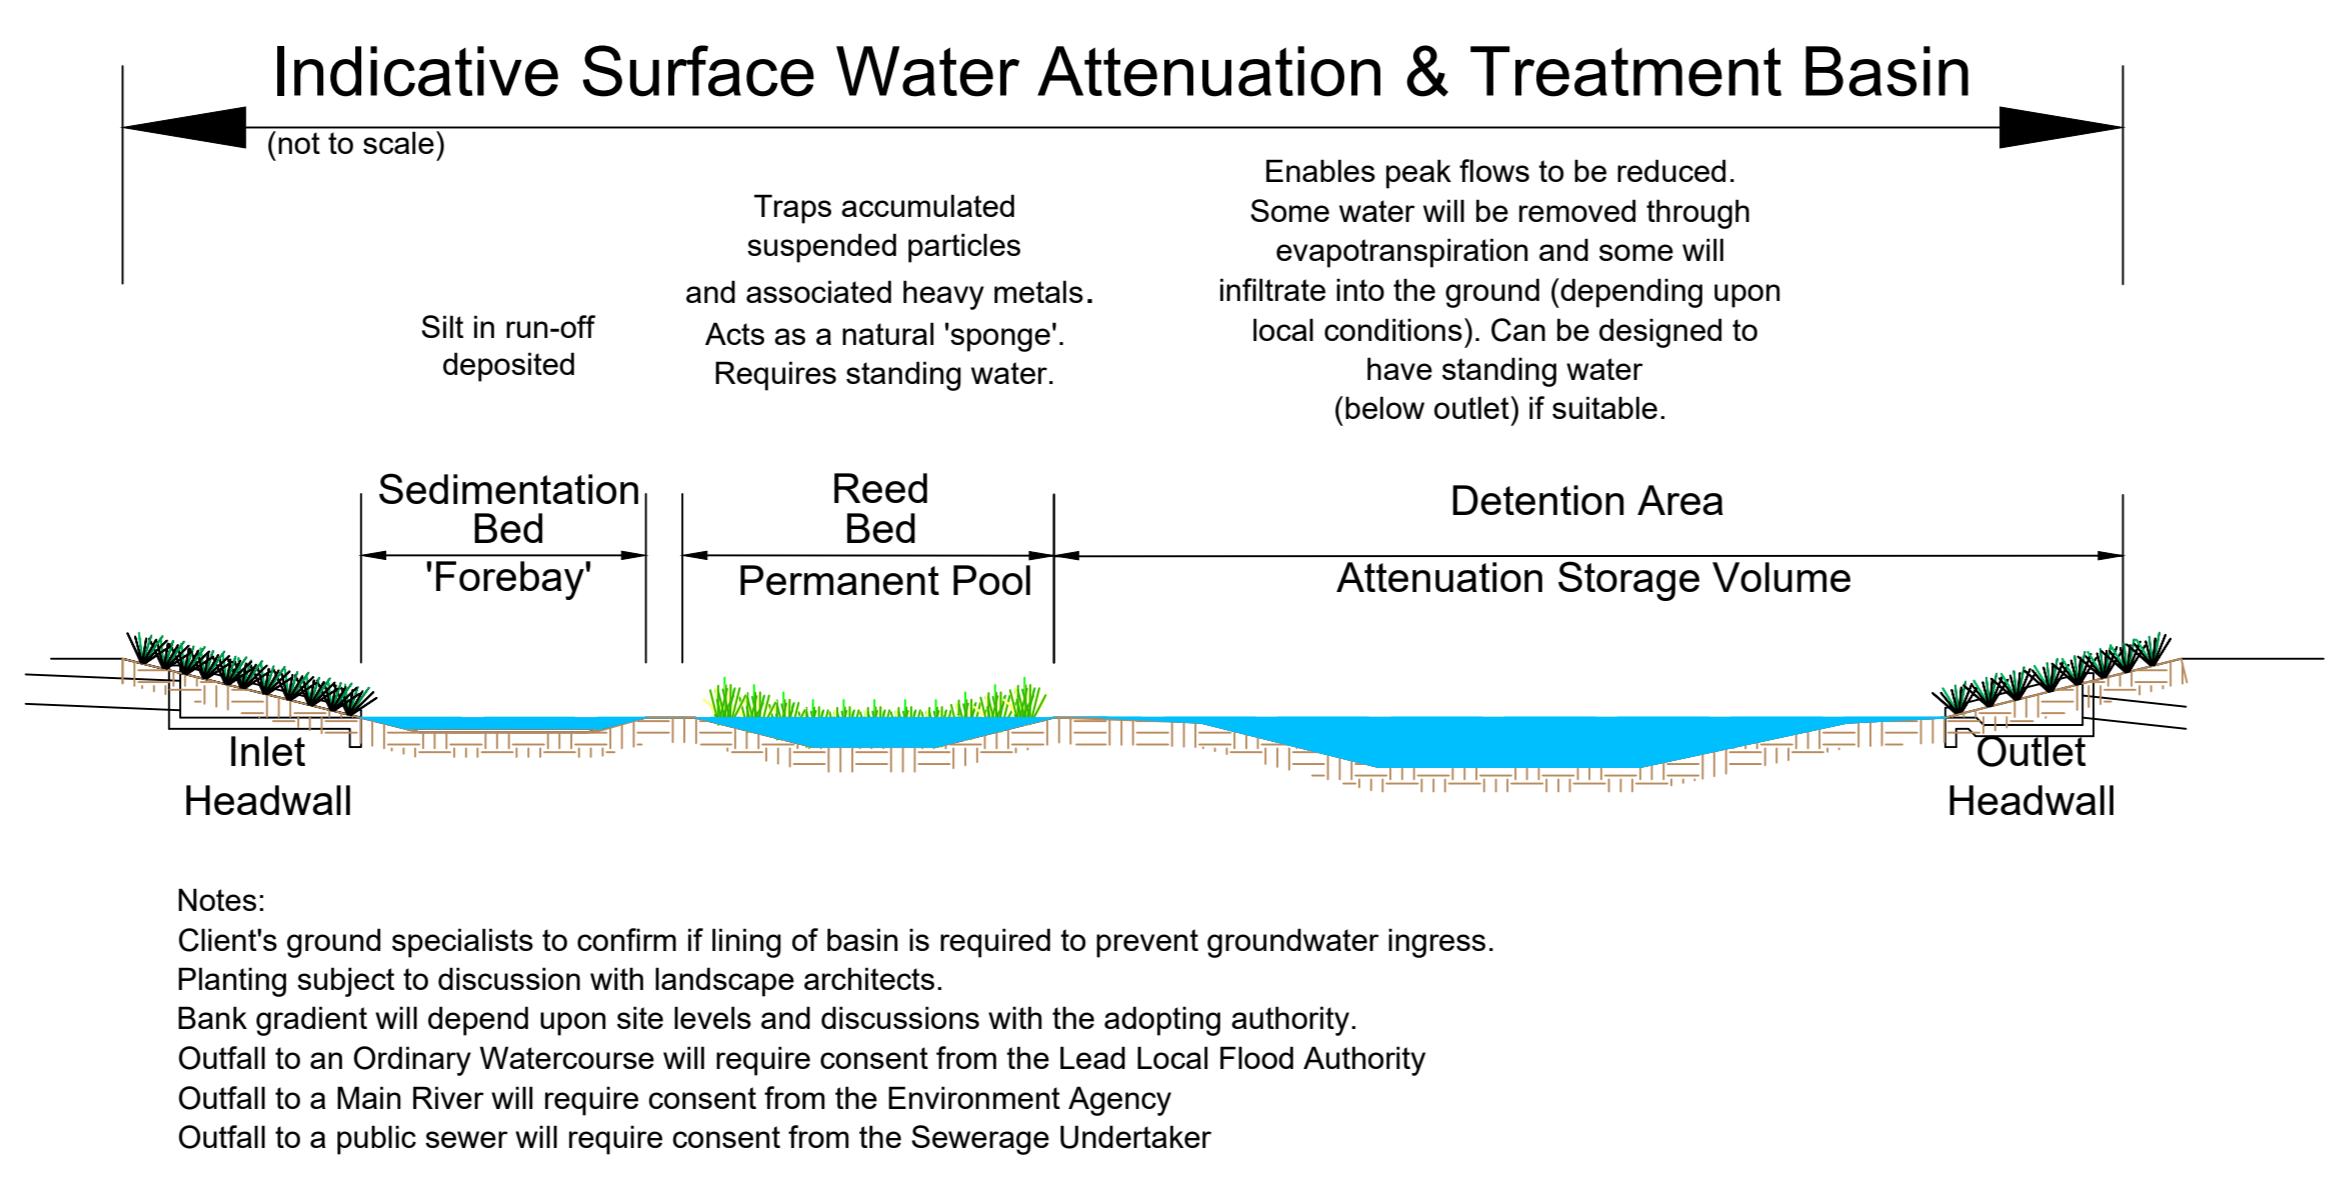 Indicative Surface Water Attenuation & Treatment Basin
(not to scale)
Silt in run-off
deposited
Traps accumulated
suspended particles
and associated heavy metals.
Acts as a natural 'sponge'.
Requires standing water.
Enables peak flows to be reduced.
Some water will be removed through
evapotranspiration and some will
infiltrate into the ground (depending upon
local conditions). Can be designed to
have standing water
(below outlet) if suitable.
Sedimentation
Bed
'Forebay'
Reed
Bed
Permanent Pool
Detention Area
Attenuation Storage Volume
Inlet
Headwall
Outlet
Headwall
Notes:
Client's ground specialists to confirm if lining of basin is required to prevent groundwater ingress.
Planting subject to discussion with landscape architects.
Bank gradient will depend upon site levels and discussions with the adopting authority.
Outfall to an Ordinary Watercourse will require consent from the Lead Local Flood Authority
Outfall to a Main River will require consent from the Environment Agency
Outfall to a public sewer will require consent from the Sewerage Undertaker